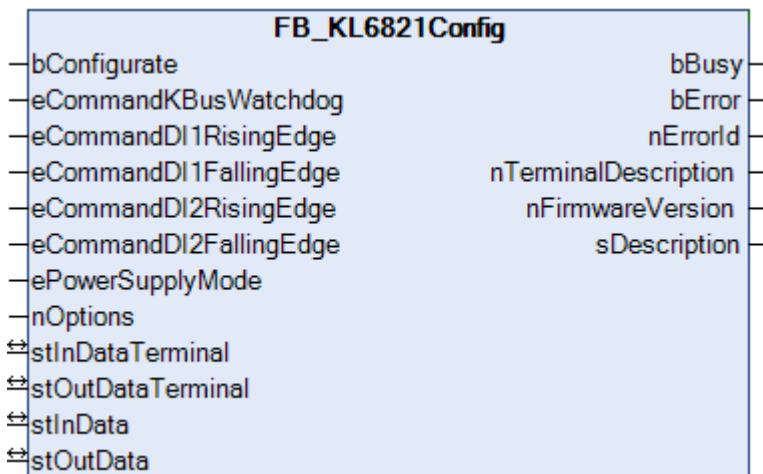 FB_KL6821Config
bConfigurate bBusy
eCommandKBusWatchdog bError
eCommandDI1RisingEdge nErrorId
eCommandDI1FallingEdge nTerminalDescription
eCommandDI2RisingEdge nFirmwareVersion
eCommandDI2FallingEdge sDescription
ePowerSupplyMode
nOptions
stInDataTerminal
stOutDataTerminal
stInData
stOutData